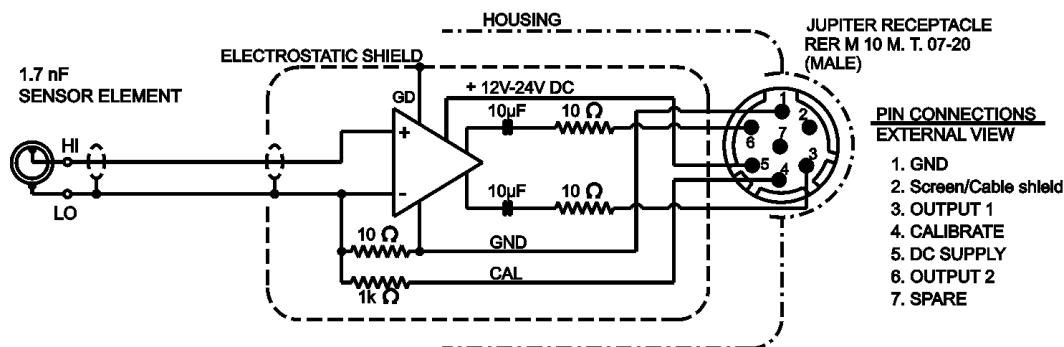 HOUSING
JUPITER RECEPTACLE
RER M 10 M. T. 07-20
(MALE)
ELECTROSTATIC SHIELD
1.7 nF
SENSOR ELEMENT
+ 12V-24V DC
GD
10µF
10 Ω
HI
LO
+
-
10µF
10 Ω
10 Ω
GND
CAL
1k Ω
1
2
3
4
5
6
7
PIN CONNECTIONS
EXTERNAL VIEW
1. GND
2. Screen/Cable shield
3. OUTPUT 1
4. CALIBRATE
5. DC SUPPLY
6. OUTPUT 2
7. SPARE